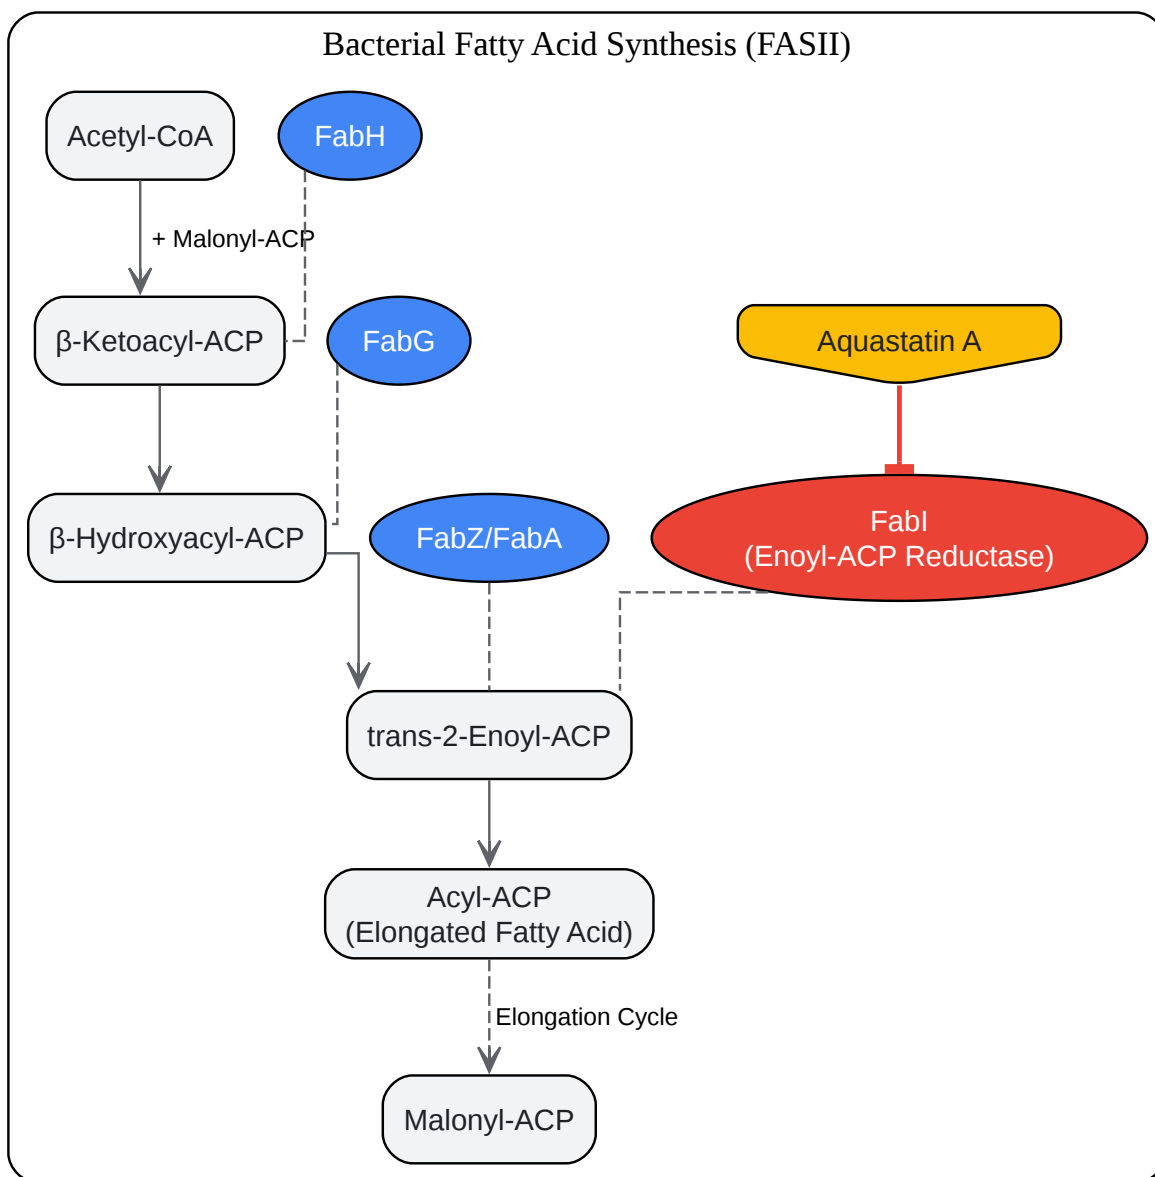 Bacterial Fatty Acid Synthesis (FASII)
Acetyl-CoA
FabH
+ Malonyl-ACP
β-Ketoacyl-ACP
FabG
Aquastatin A
β-Hydroxyacyl-ACP
FabZ/FabA
FabI
(Enoyl-ACP Reductase)
trans-2-Enoyl-ACP
Acyl-ACP
(Elongated Fatty Acid)
Elongation Cycle
Malonyl-ACP